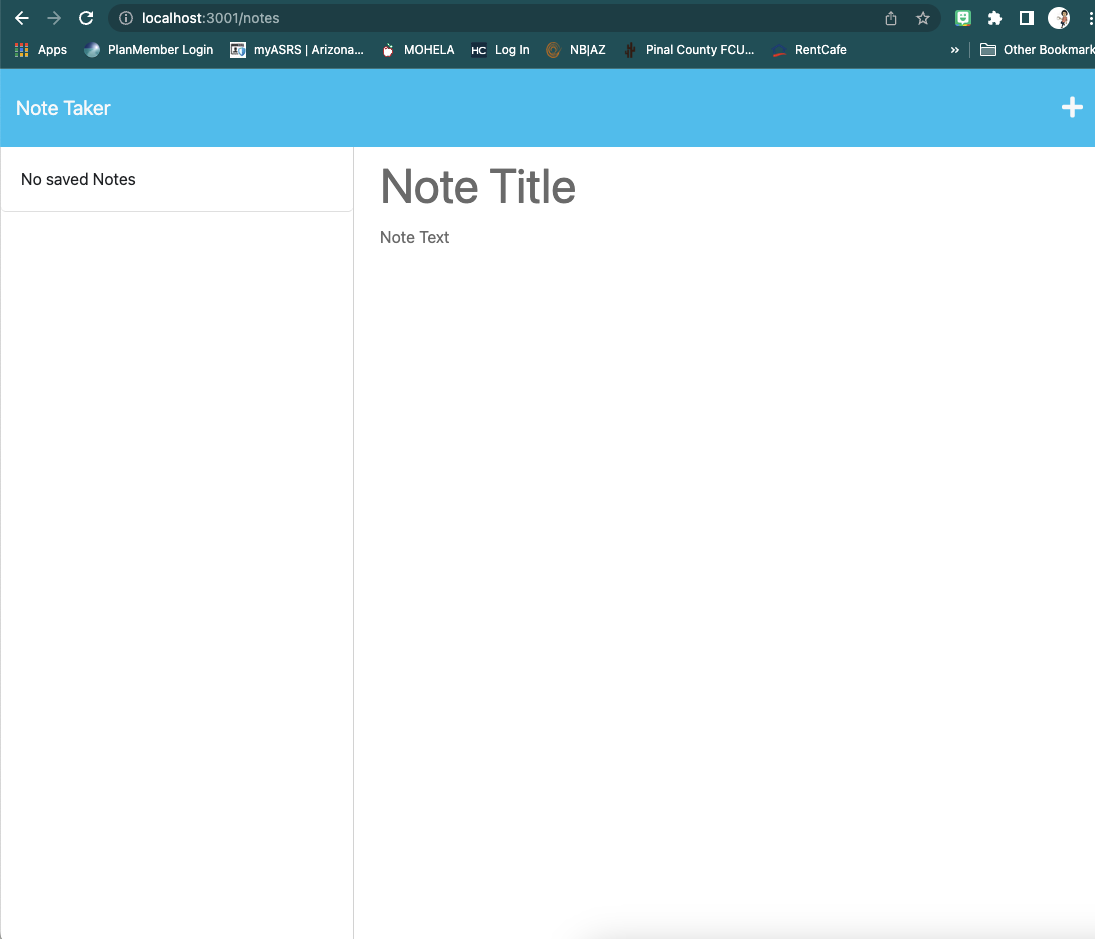 localhost:3001/notes
Apps PlanMember Login myASRS | Arizona... MOHELA HC Log In NB|AZ Pinal County FCU... RentCafe » Other Bookmark
Note Taker
No saved Notes
Note Title
Note Text